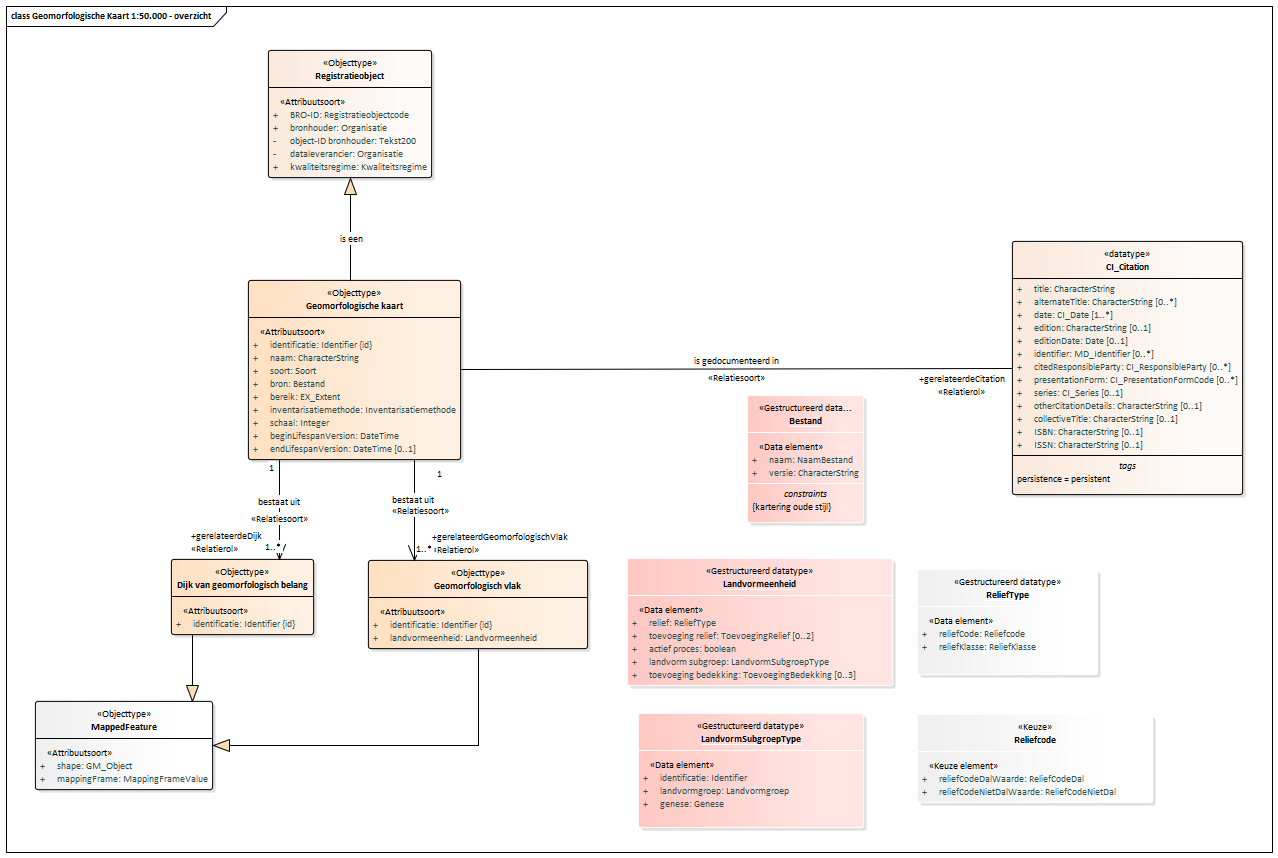 class Geomorfologische Kaart 1:50.000 - overzicht
«Objecttype»
Registratieobject
«Attribuutsoort»
+ BRO-ID: Registratieobjectcode
+ bronhouder: Organisatie
- object-ID bronhouder: Tekst200
- dataleverancier: Organisatie
+ kwaliteitsregime: Kwaliteitsregime
is een
«Objecttype»
Geomorfologische kaart
«Attribuutsoort»
+ identificatie: Identifier {id}
+ naam: CharacterString
+ soort: Soort
+ bron: Bestand
+ bereik: EX_Extent
+ inventarisatiemethode: Inventarisatiemethode
+ schaal: Integer
+ beginLifespanVersion: DateTime
+ endLifespanVersion: DateTime [0..1]
is gedocumenteerd in
«Relatiesoort»
+gerelateerdeCitation
«Relatierol»
«datatype»
CI_Citation
+ title: CharacterString
+ alternateTitle: CharacterString [0..*]
+ date: CI_Date [1..*]
+ edition: CharacterString [0..1]
+ editionDate: Date [0..1]
+ identifier: MD_Identifier [0..*]
+ citedResponsibleParty: CI_ResponsibleParty [0..*]
+ presentationForm: CI_PresentationFormCode [0..*]
+ series: CI_Series [0..1]
+ otherCitationDetails: CharacterString [0..1]
+ collectiveTitle: CharacterString [0..1]
+ ISBN: CharacterString [0..1]
+ ISSN: CharacterString [0..1]
tags
persistence = persistent
«Gestructureerd data...
Bestand
«Data element»
+ naam: NaamBestand
+ versie: CharacterString
constraints
{kartering oude stijl}
1
bestaat uit
«Relatiesoort»
+gerelateerdeDijk
«Relatierol»
1..*
1
bestaat uit
«Relatiesoort»
+gerelateerdGeomorfologischVlak
1..*
«Relatierol»
«Objecttype»
Dijk van geomorfologisch belang
«Attribuutsoort»
+ identificatie: Identifier {id}
«Objecttype»
Geomorfologisch vlak
«Attribuutsoort»
+ identificatie: Identifier {id}
+ landvormeenheid: Landvormeenheid
«Gestructureerd datatype»
Landvormeenheid
«Data element»
+ relief: ReliefType
+ toevoeging relief: ToevoegingRelief [0..2]
+ actief proces: boolean
+ landvorm subgroep: LandvormSubgroepType
+ toevoeging bedekking: ToevoegingBedekking [0..3]
«Gestructureerd datatype»
ReliefType
«Data element»
+ reliefCode: Reliefcode
+ reliefKlasse: ReliefKlasse
«Objecttype»
MappedFeature
«Attribuutsoort»
+ shape: GM_Object
+ mappingFrame: MappingFrameValue
«Gestructureerd datatype»
LandvormSubgroepType
«Data element»
+ identificatie: Identifier
+ landvormgroep: Landvormgroep
+ genese: Genese
«Keuze»
Reliefcode
«Keuze element»
+ reliefCodeDalWaarde: ReliefCodeDal
+ reliefCodeNietDalWaarde: ReliefCodeNietDal